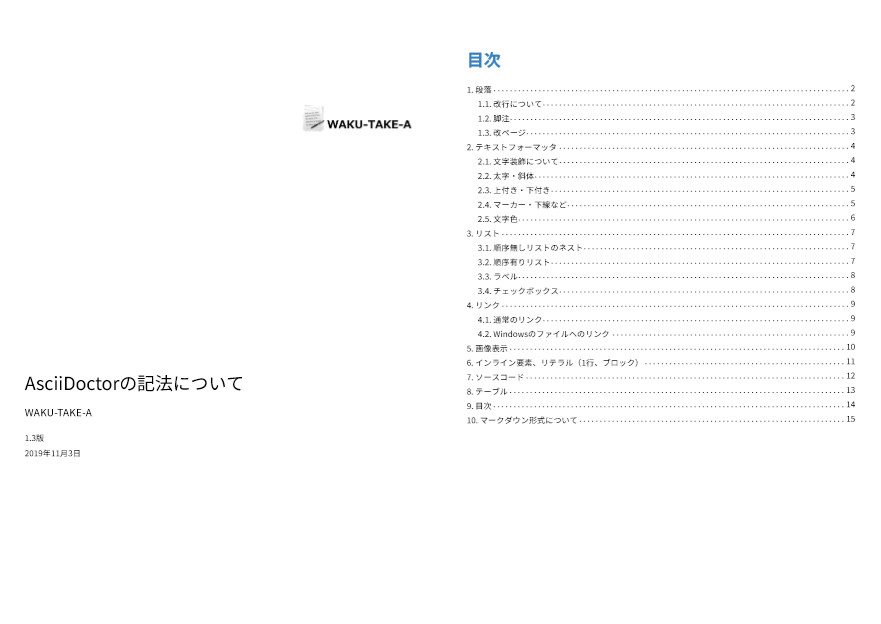 WAKU-TAKE-A
AsciiDoctorの記法について
WAKU-TAKE-A
1.3版
2019年11月3日
目次
1. 段落 2
1.1. 改行について 2
1.2. 脚注 3
1.3. 改ページ 3
2. テキストフォーマッタ 4
2.1. 文字装飾について 4
2.2. 太字・斜体 4
2.3. 上付き・下付き 5
2.4. マーカー・下線など 5
2.5. 文字色 6
3. リスト 7
3.1. 順序無しリストのネスト 7
3.2. 順序有りリスト 7
3.3. ラベル 8
3.4. チェックボックス 8
4. リンク 9
4.1. 通常のリンク 9
4.2. Windowsのファイルへのリンク 9
5. 画像表示 10
6. インライン要素、リテラル（1行、ブロック） 11
7. ソースコード 12
8. テーブル 13
9. 目次 14
10. マークダウン形式について 15